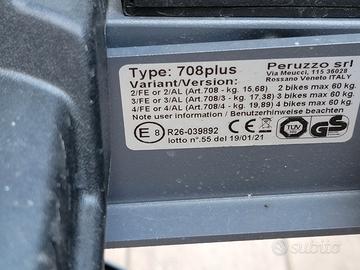 Type: 708plus
Peruzzo srl
Via Meucci, 115 36028
Rossano Veneto ITALY
Variant/Version:
2/FE or 2/AL (Art.708 - kg. 15,68) 2 bikes max 60 kg.
3/FE or 3/AL (Art.708/3 - kg. 17,38) 3 bikes max 60 kg.
4/FE or 4/AL (Art.708/4 - kg. 19,89) 4 bikes max 60 kg.
Note user information / Benutzerhinweise beachten
E 8 R26-039892 CE TÜV GS
lotto n°.55 del 19/01/21
subito